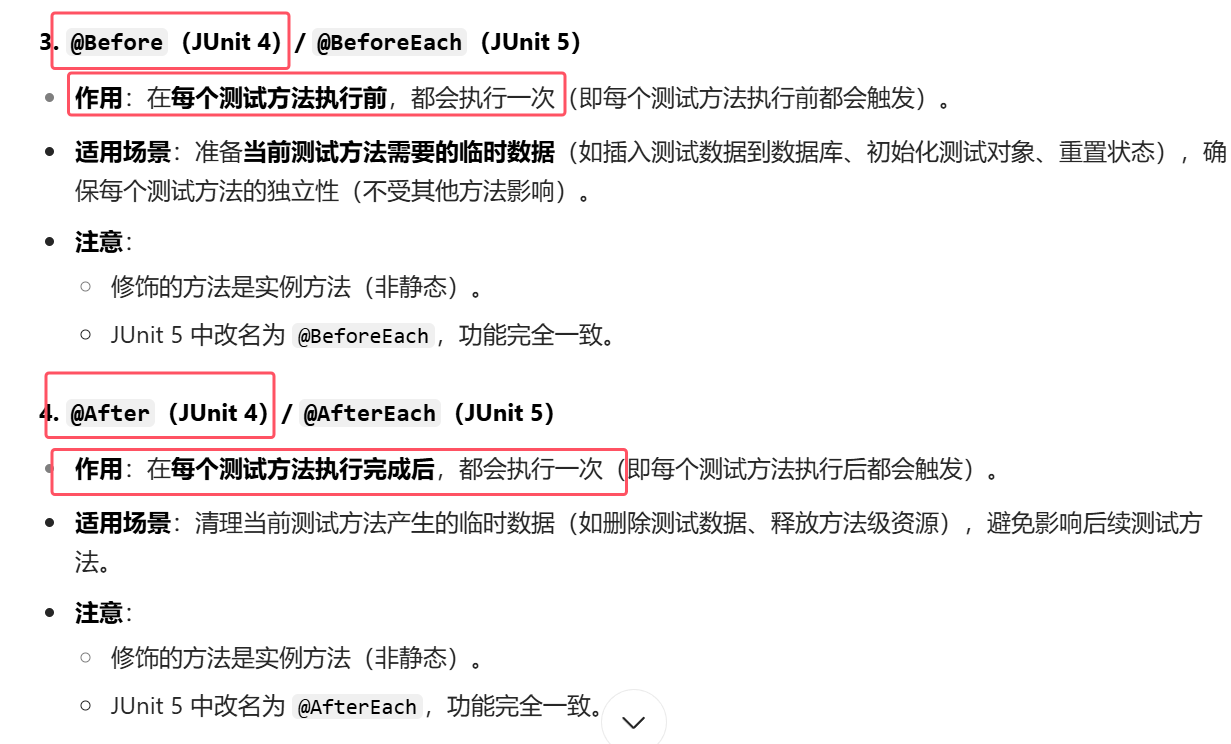 3. @Before（JUnit 4）/ @BeforeEach（JUnit 5）
作用：在每个测试方法执行前，都会执行一次（即每个测试方法执行前都会触发）。
适用场景：准备当前测试方法需要的临时数据（如插入测试数据到数据库、初始化测试对象、重置状态），确
保每个测试方法的独立性（不受其他方法影响）。
注意：
修饰的方法是实例方法（非静态）。
JUnit 5 中改名为 @BeforeEach，功能完全一致。
4. @After（JUnit 4）/ @AfterEach（JUnit 5）
作用：在每个测试方法执行完成后，都会执行一次（即每个测试方法执行后都会触发）。
适用场景：清理当前测试方法产生的临时数据（如删除测试数据、释放方法级资源），避免影响后续测试方
法。
注意：
修饰的方法是实例方法（非静态）。
JUnit 5 中改名为 @AfterEach，功能完全一致。